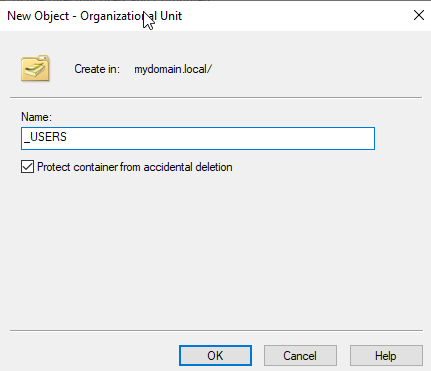 New Object - Organizational Unit
Create in: mydomain.local/
Name:
_USERS
Protect container from accidental deletion
OK Cancel Help